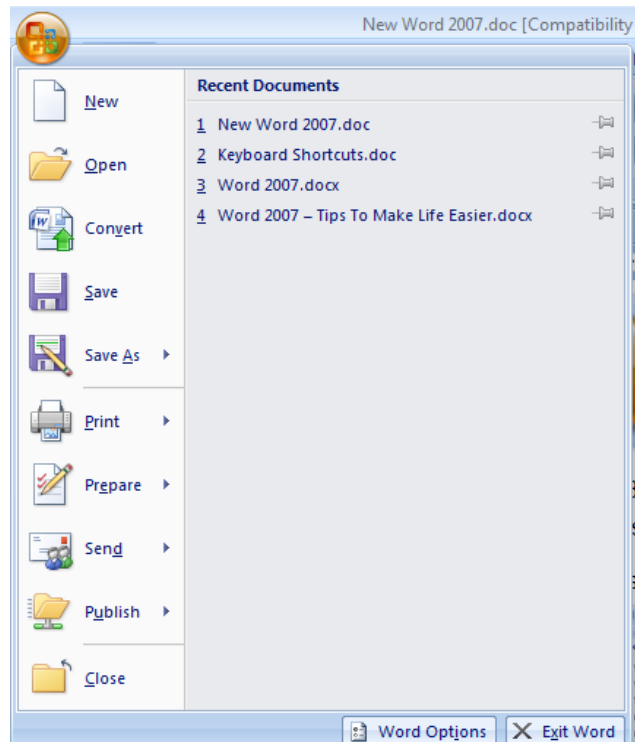 New Word 2007.doc [Compatibility
New
Open
Convert
Save
Save As
Print
Prepare
Send
Publish
Close
Recent Documents
1 New Word 2007.doc
2 Keyboard Shortcuts.doc
3 Word 2007.docx
4 Word 2007 – Tips To Make Life Easier.docx
Word Options
Exit Word